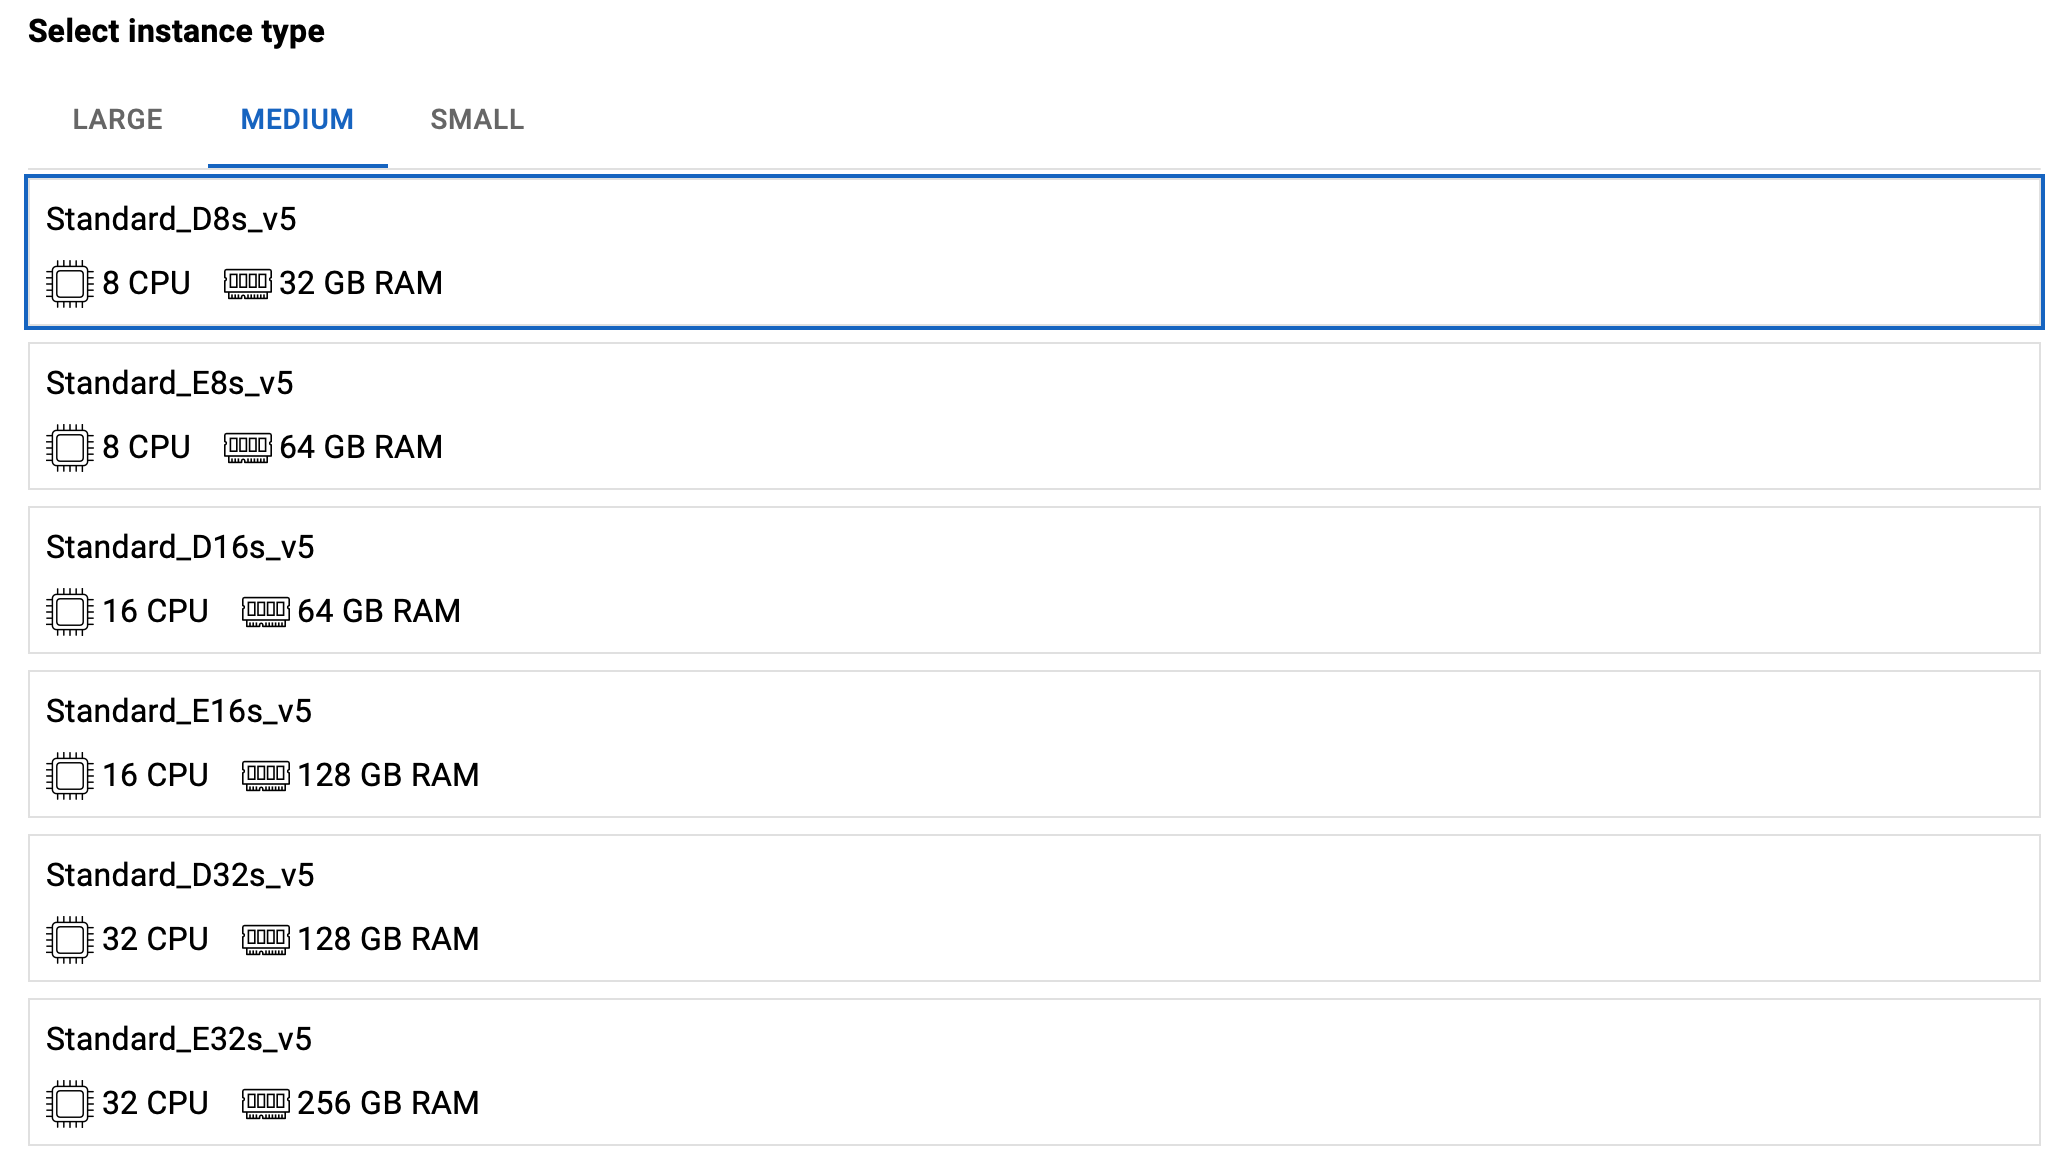 Select instance type
LARGE MEDIUM SMALL
Standard_D8s_v5
8 CPU 32 GB RAM
Standard_E8s_v5
8 CPU 64 GB RAM
Standard_D16s_v5
16 CPU 64 GB RAM
Standard_E16s_v5
16 CPU 128 GB RAM
Standard_D32s_v5
32 CPU 128 GB RAM
Standard_E32s_v5
32 CPU 256 GB RAM